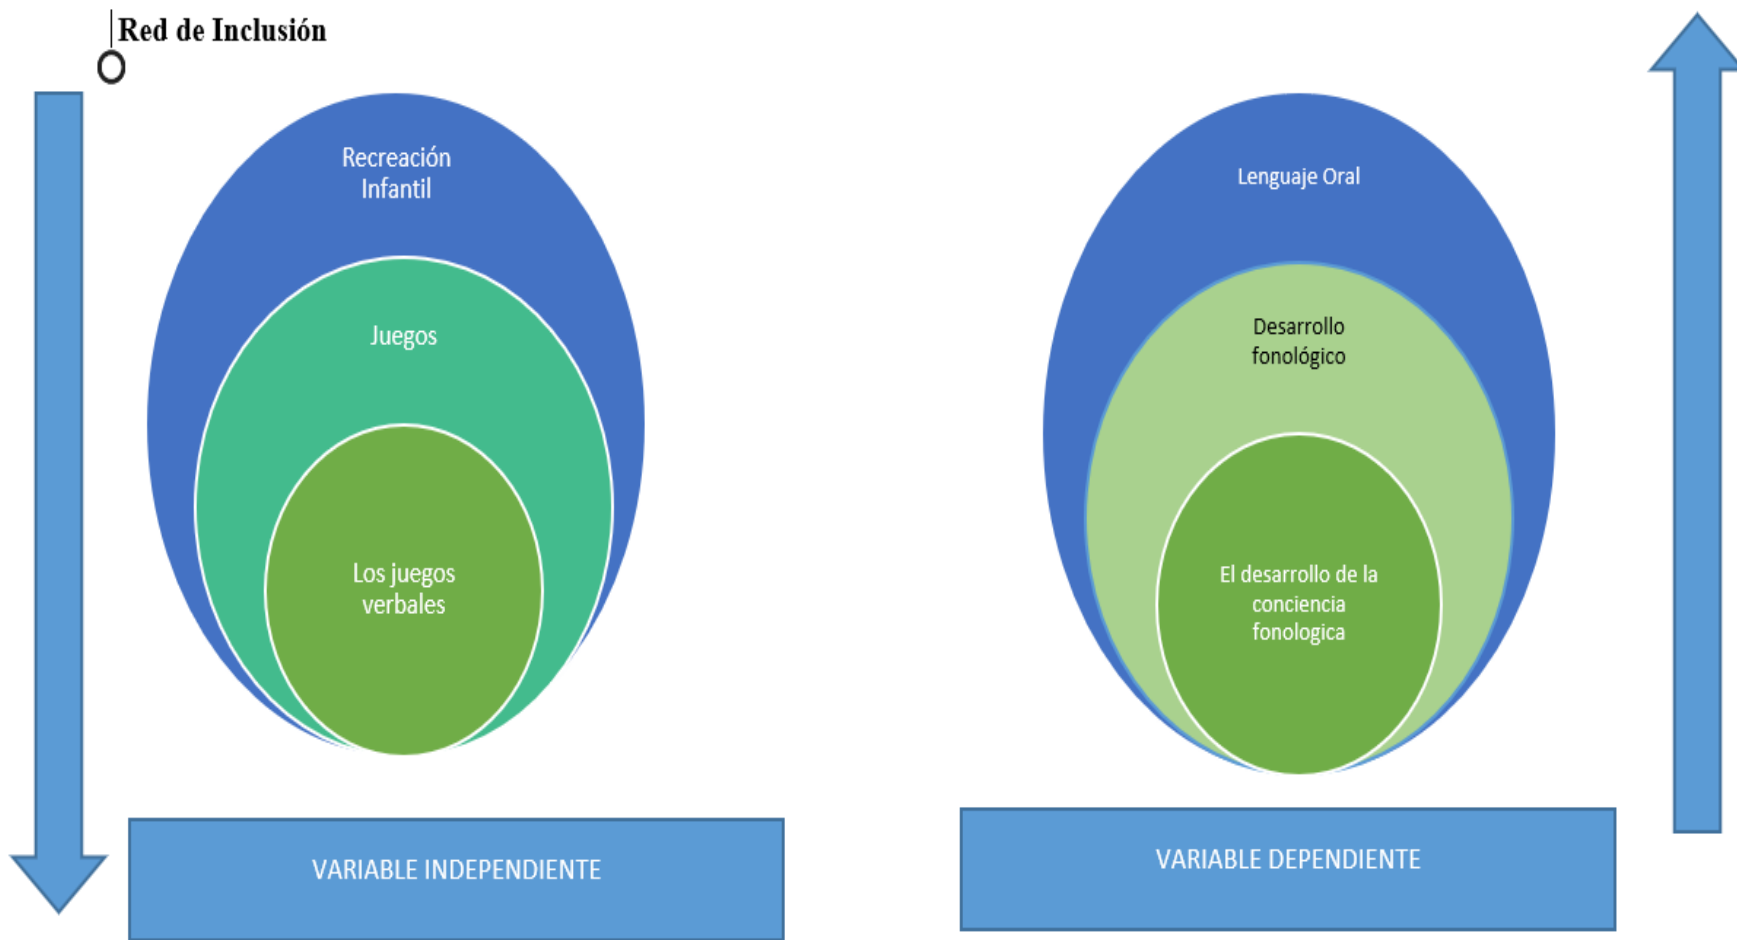 Red de Inclusión
Recreación
Infantil
Juegos
Los juegos
verbales
VARIABLE INDEPENDIENTE
Lenguaje Oral
Desarrollo
fonológico
El desarrollo de la
conciencia
fonologica
VARIABLE DEPENDIENTE